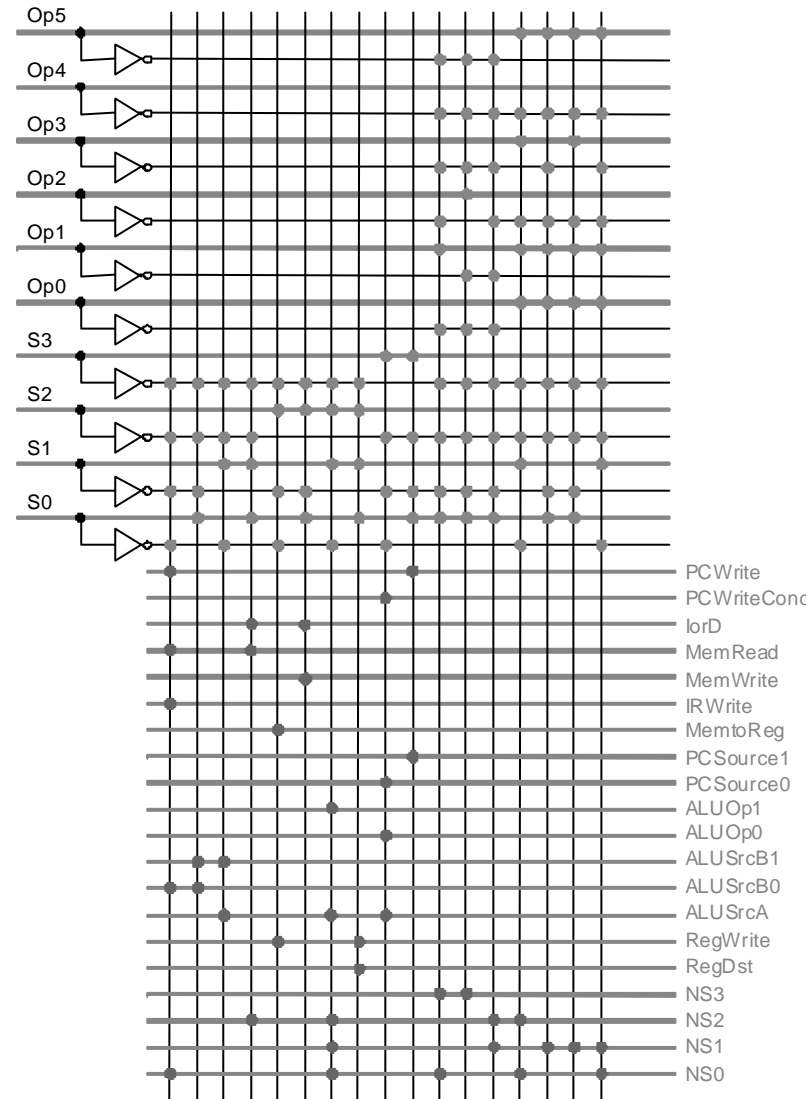 Op5
Op4
Op3
Op2
Op1
Op0
S3
S2
S1
S0
PCWrite
PCWriteCond
IorD
MemRead
MemWrite
IRWrite
MemtoReg
PCSource1
PCSource0
ALUOp1
ALUOp0
ALUSrcB1
ALUSrcB0
ALUSrcA
RegWrite
RegDst
NS3
NS2
NS1
NS0